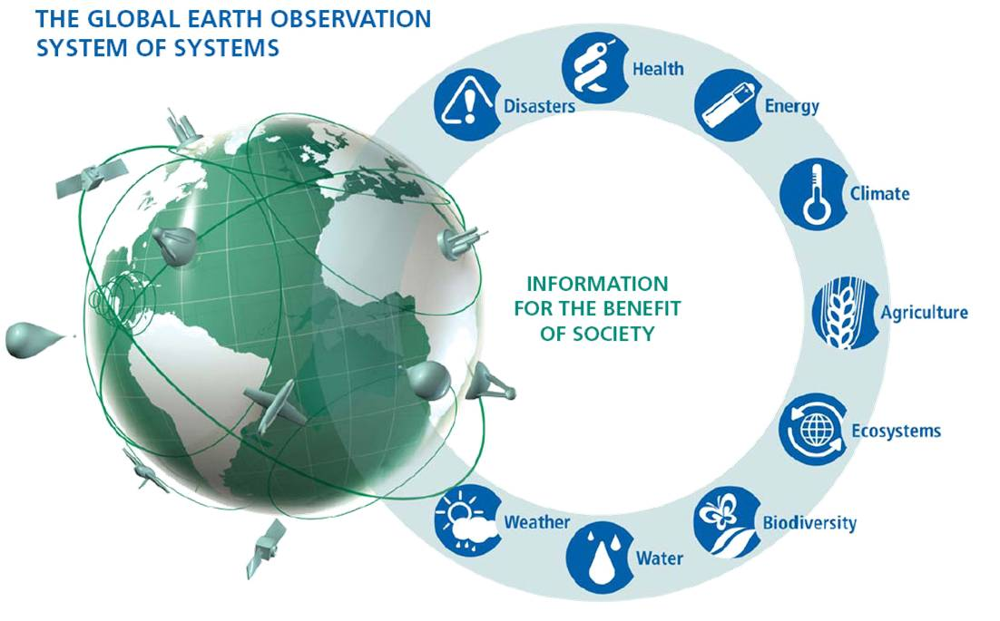 THE GLOBAL EARTH OBSERVATION
SYSTEM OF SYSTEMS
Health
Disasters
Energy
Climate
INFORMATION
FOR THE BENEFIT
OF SOCIETY
Agriculture
Ecosystems
Weather
Biodiversity
Water